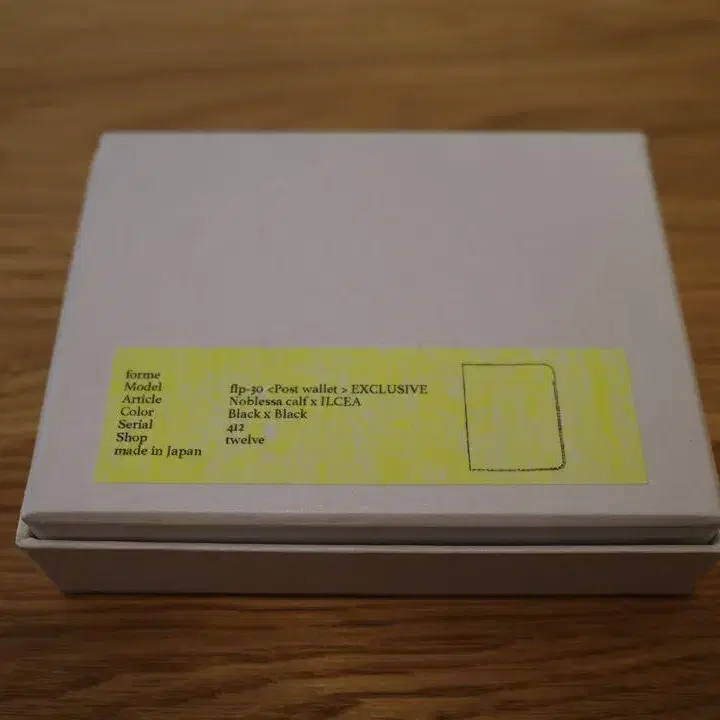 forme
Model flp-30 <Post wallet > EXCLUSIVE
Article Noblessa calf x ILCEA
Color Black x Black
Serial 412
Shop twelve
made in Japan